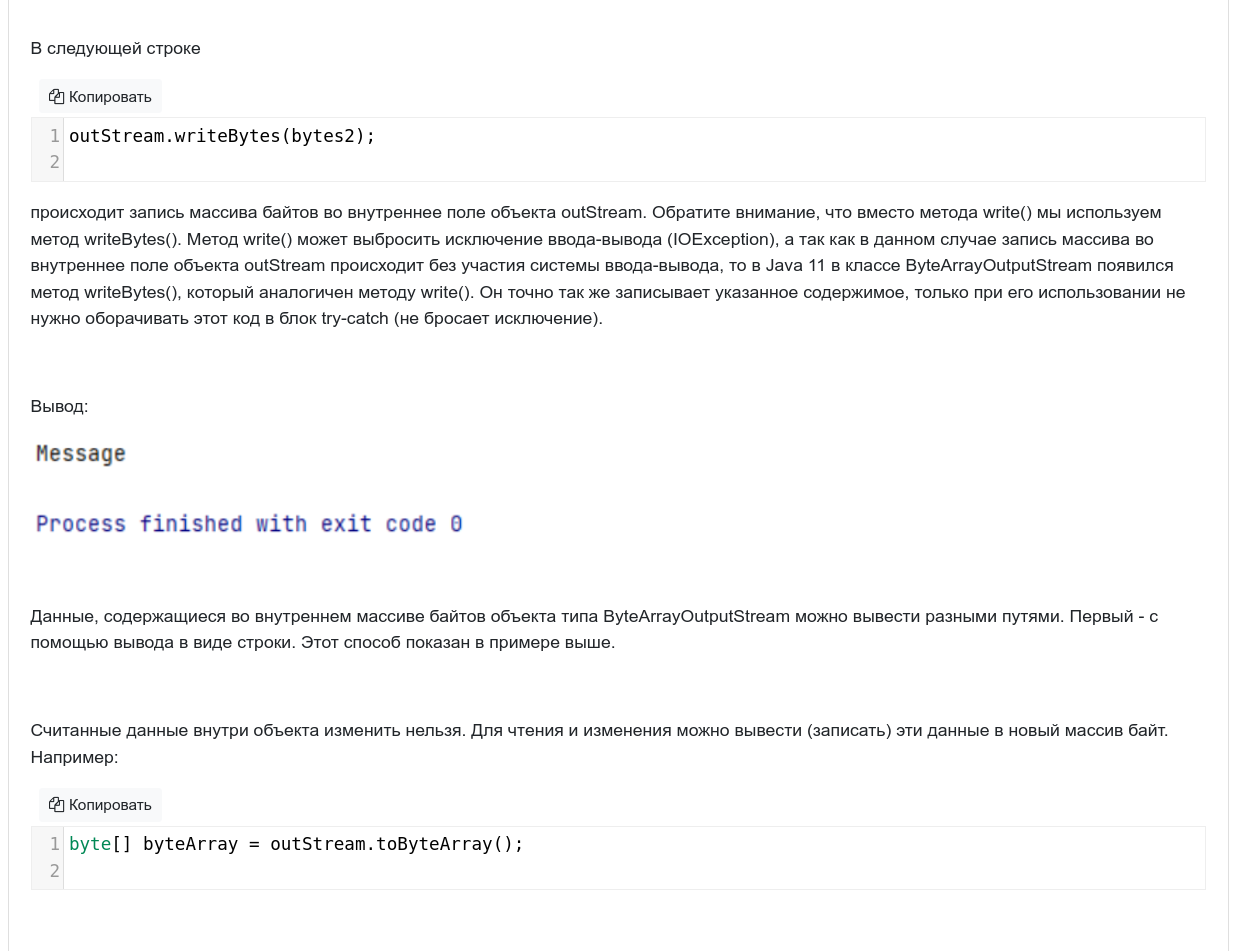 В следующей строке
Копировать
1 outStream.writeBytes(bytes2);
2
происходит запись массива байтов во внутреннее поле объекта outStream. Обратите внимание, что вместо метода write() мы используем
метод writeBytes(). Метод write() может выбросить исключение ввода-вывода (IOException), а так как в данном случае запись массива во
внутреннее поле объекта outStream происходит без участия системы ввода-вывода, то в Java 11 в классе ByteArrayOutputStream появился
метод writeBytes(), который аналогичен методу write(). Он точно так же записывает указанное содержимое, только при его использовании не
нужно оборачивать этот код в блок try-catch (не бросает исключение).
Вывод:
Message
Process finished with exit code 0
Данные, содержащиеся во внутреннем массиве байтов объекта типа ByteArrayOutputStream можно вывести разными путями. Первый - с
помощью вывода в виде строки. Этот способ показан в примере выше.
Считанные данные внутри объекта изменить нельзя. Для чтения и изменения можно вывести (записать) эти данные в новый массив байт.
Например:
Копировать
1 byte[] byteArray = outStream.toByteArray();
2